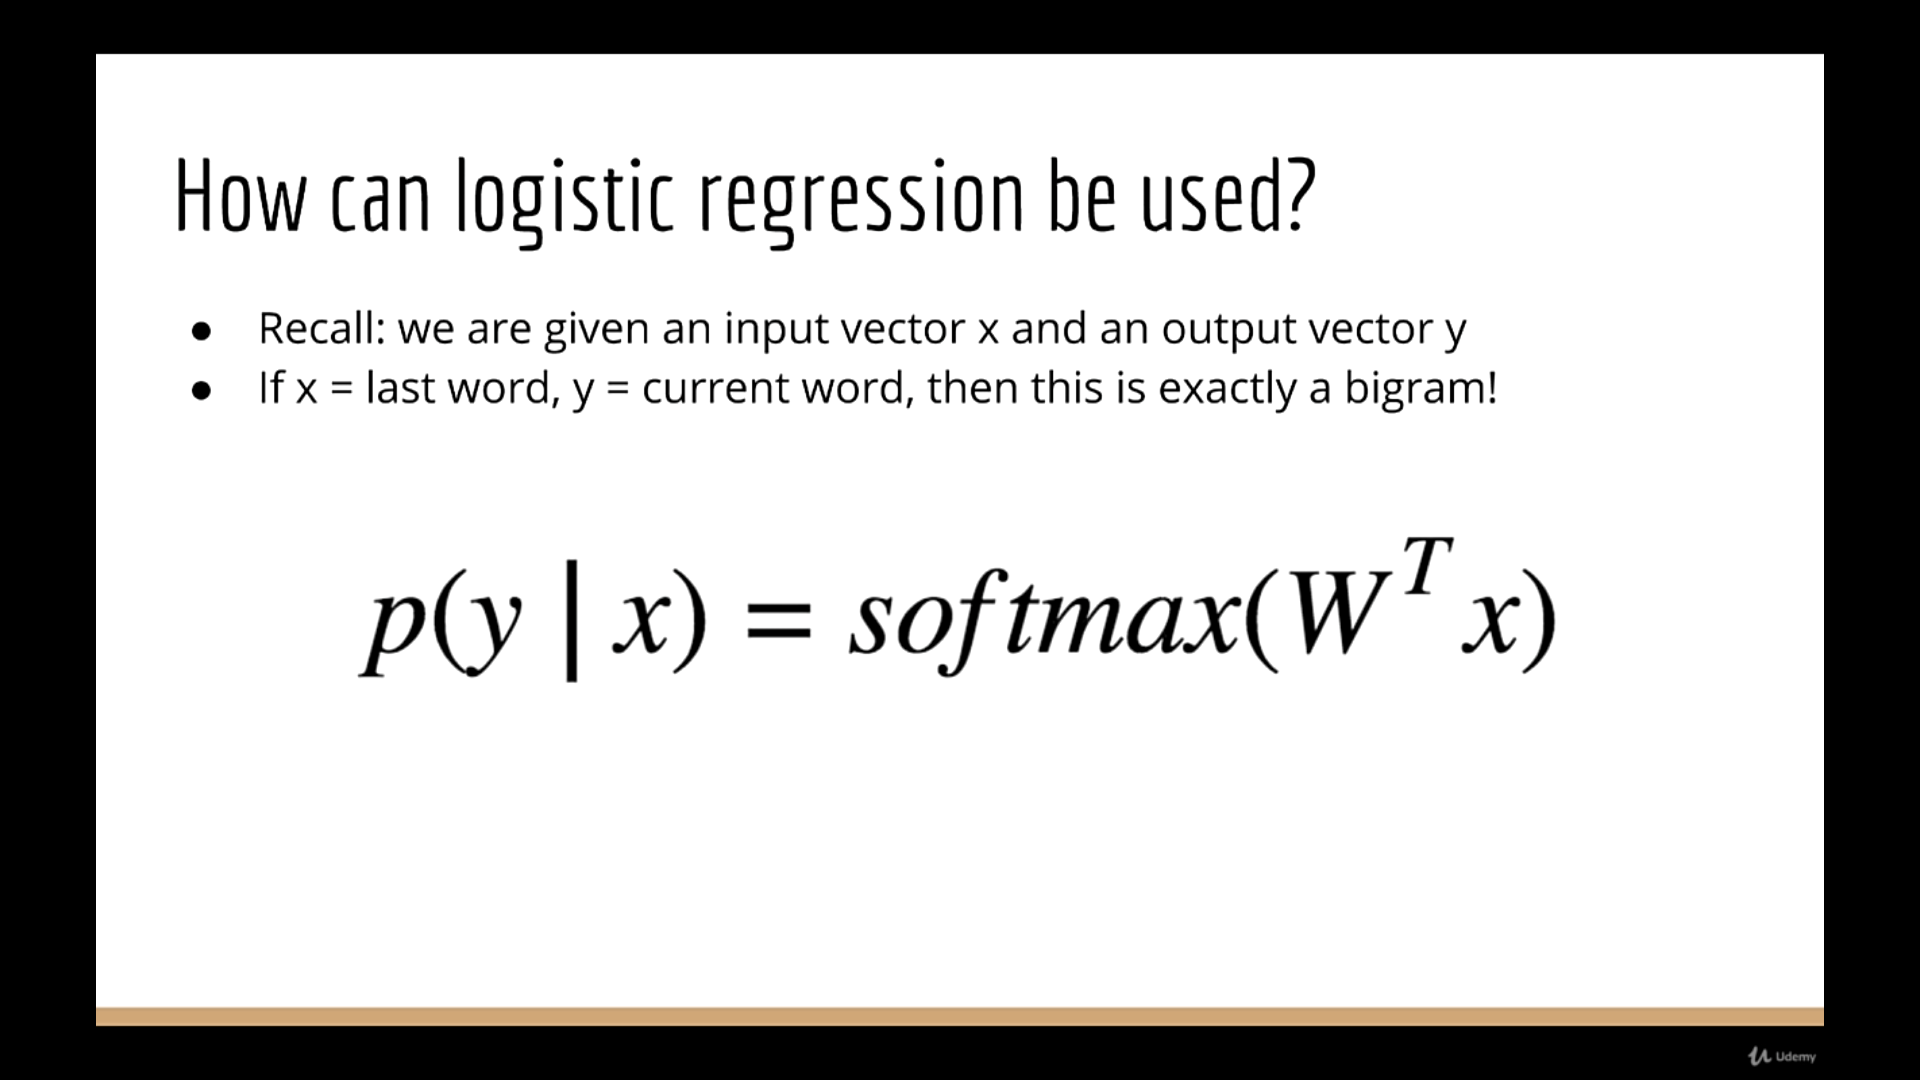 How can logistic regression be used?
● Recall: we are given an input vector x and an output vector y
● If x = last word, y = current word, then this is exactly a bigram!
p(y | x) = softmax(W^T x)
Udemy